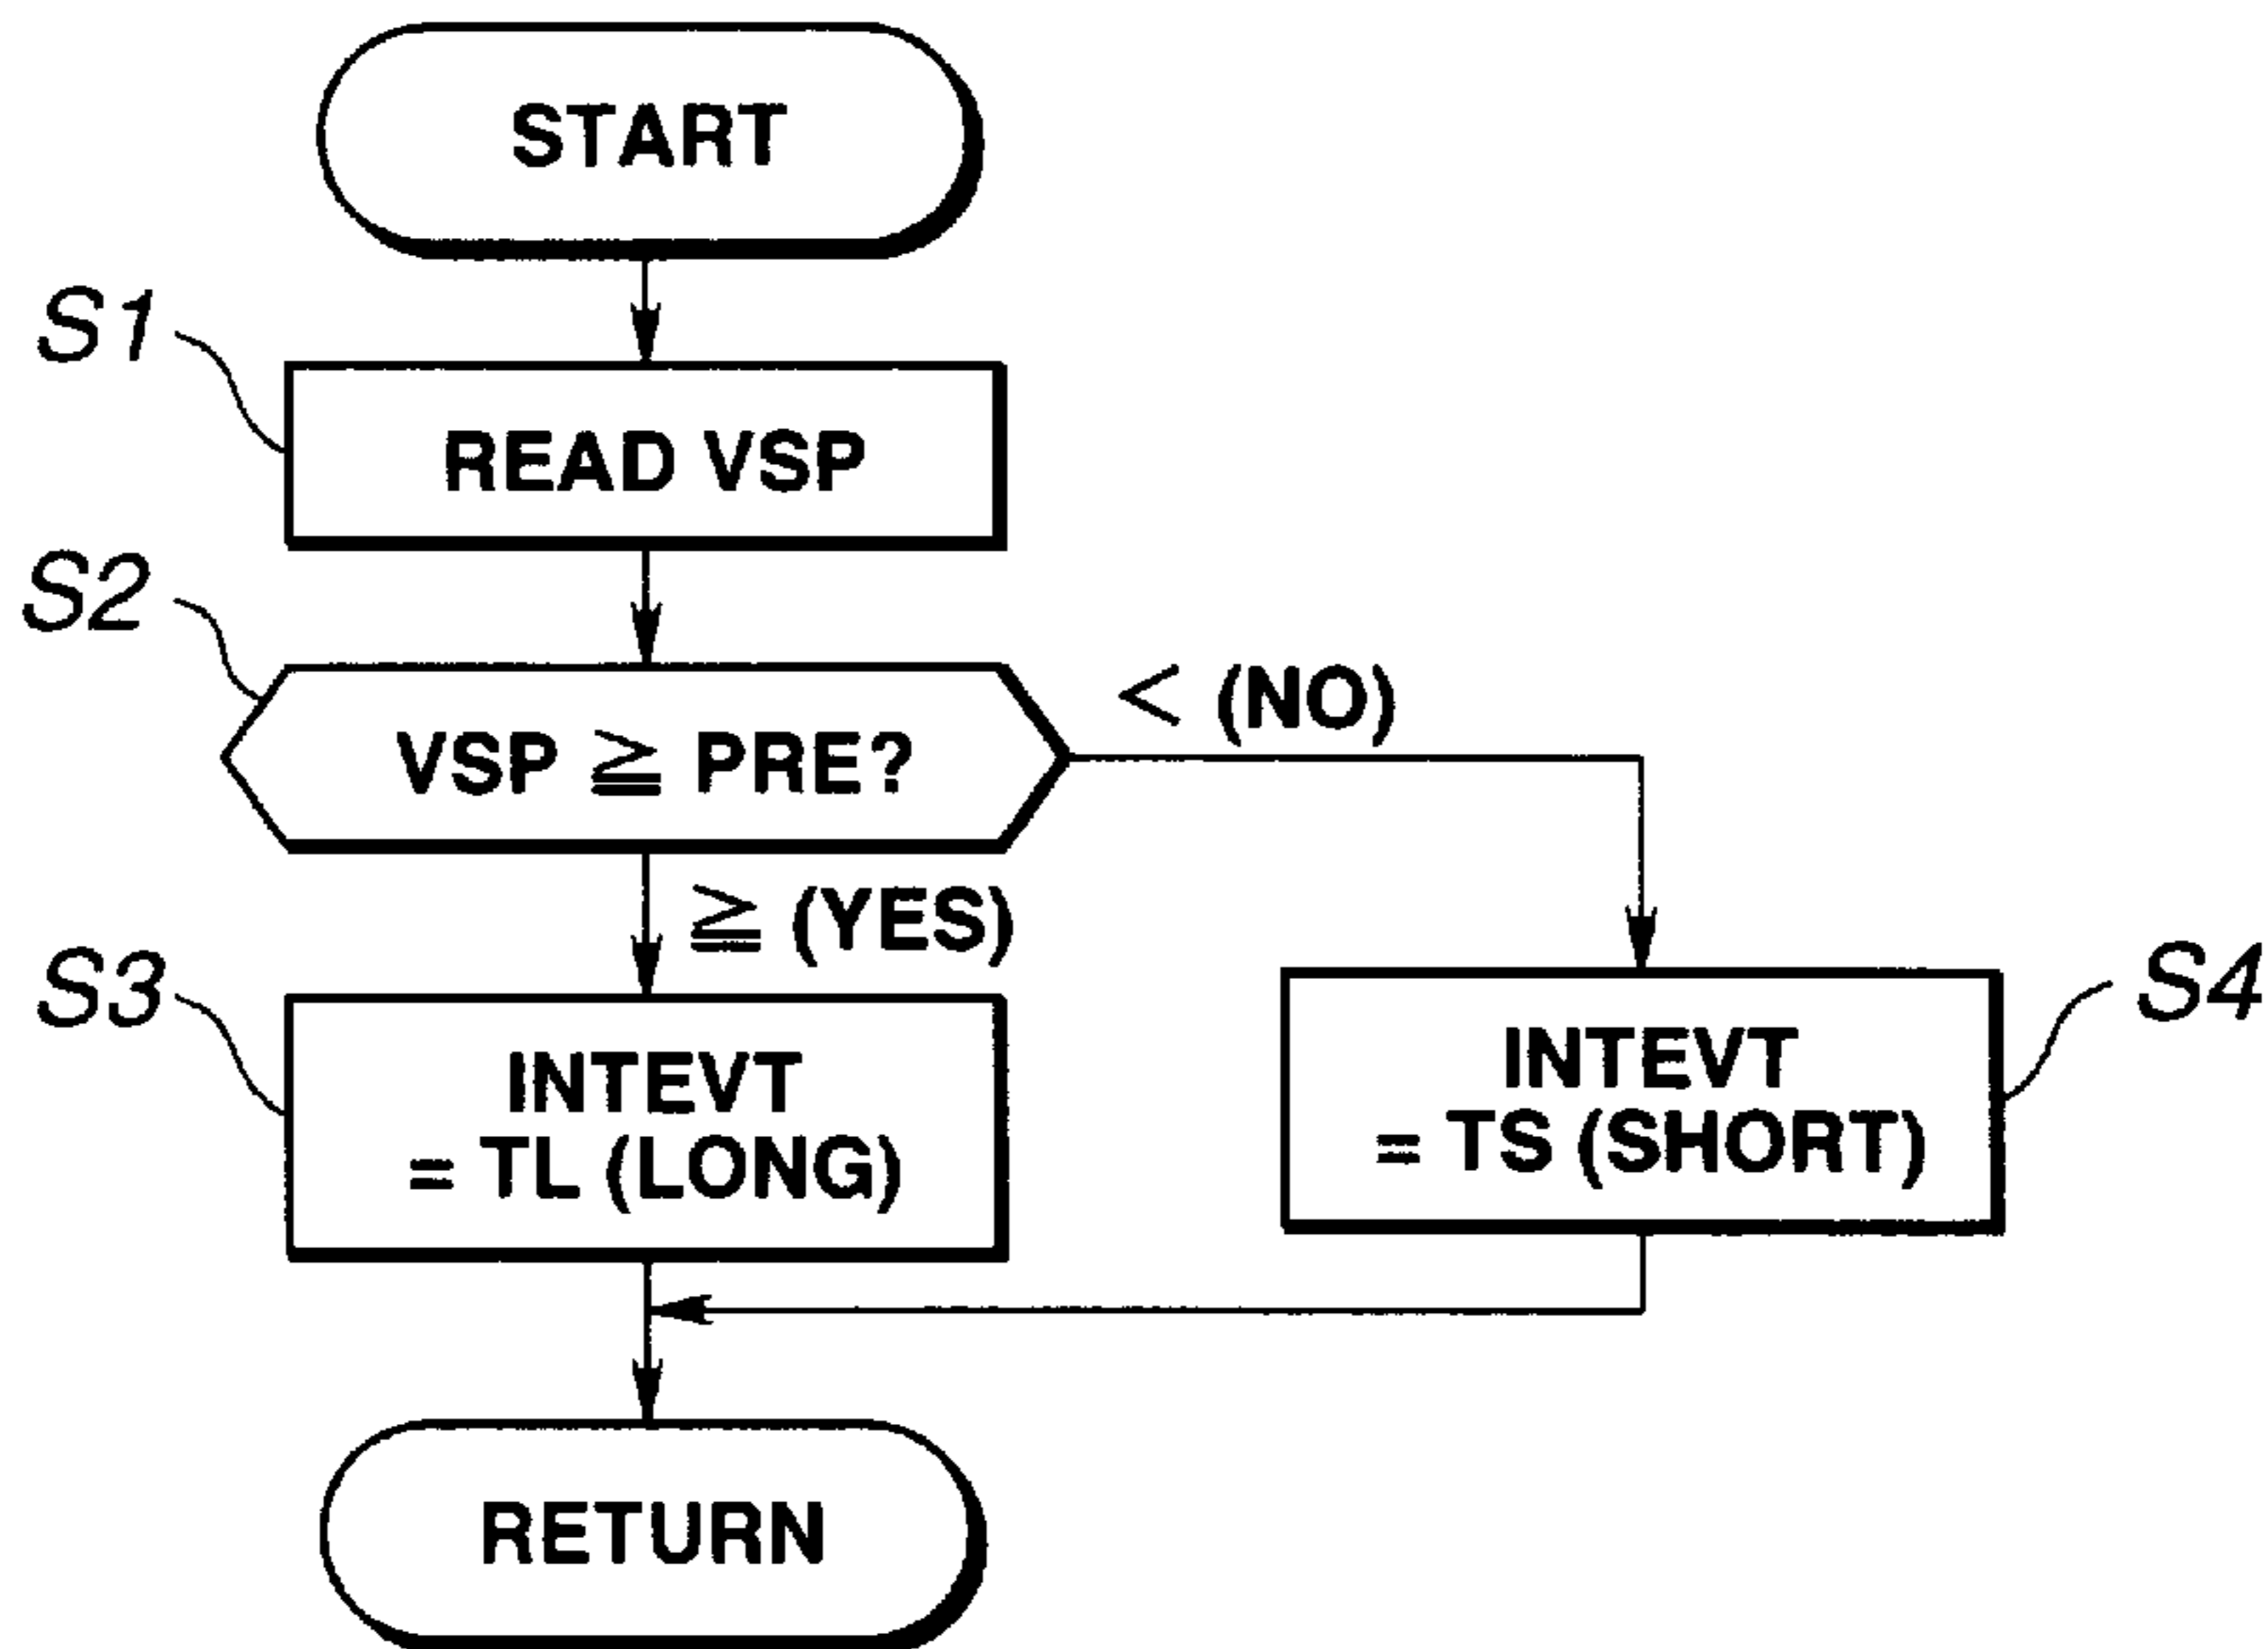 START
S1
READ VSP
S2
< (NO)
VSP ≧ PRE?
≧ (YES)
S3
INTEVT
= TL (LONG)
S4
INTEVT
= TS (SHORT)
RETURN